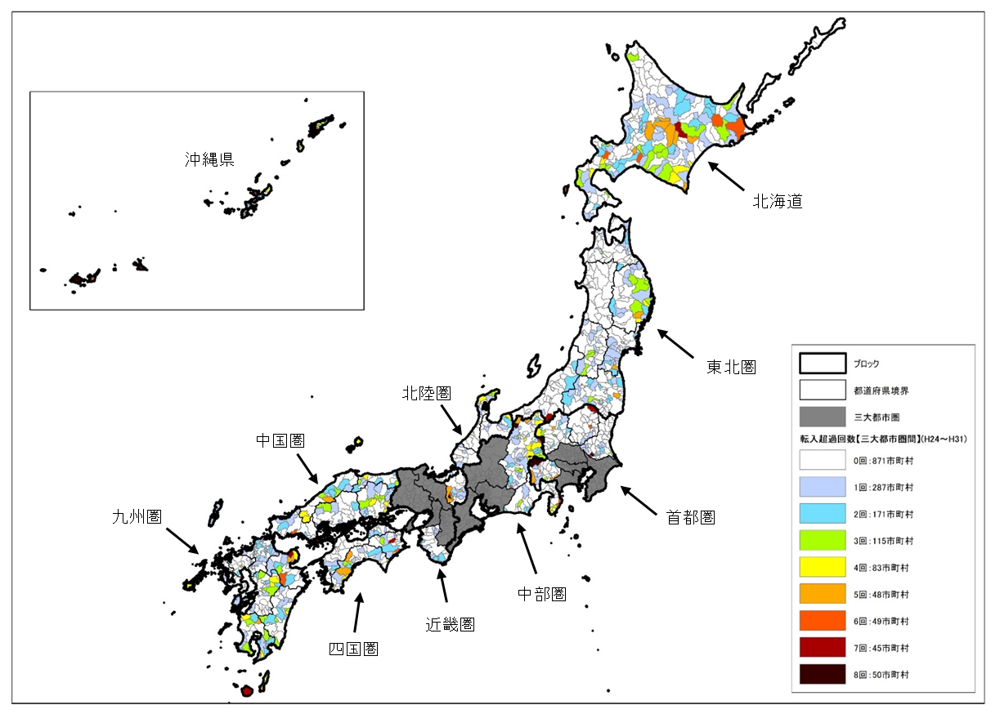 沖縄県
北海道
東北圏
北陸圏
中国圏
九州圏
首都圏
中部圏
近畿圏
四国圏
ブロック
都道府県境界
三大都市圏
転入超過回数【三大都市圏間】(H24～H31)
0回:871市町村
1回:287市町村
2回:171市町村
3回:115市町村
4回:83市町村
5回:48市町村
6回:49市町村
7回:45市町村
8回:50市町村